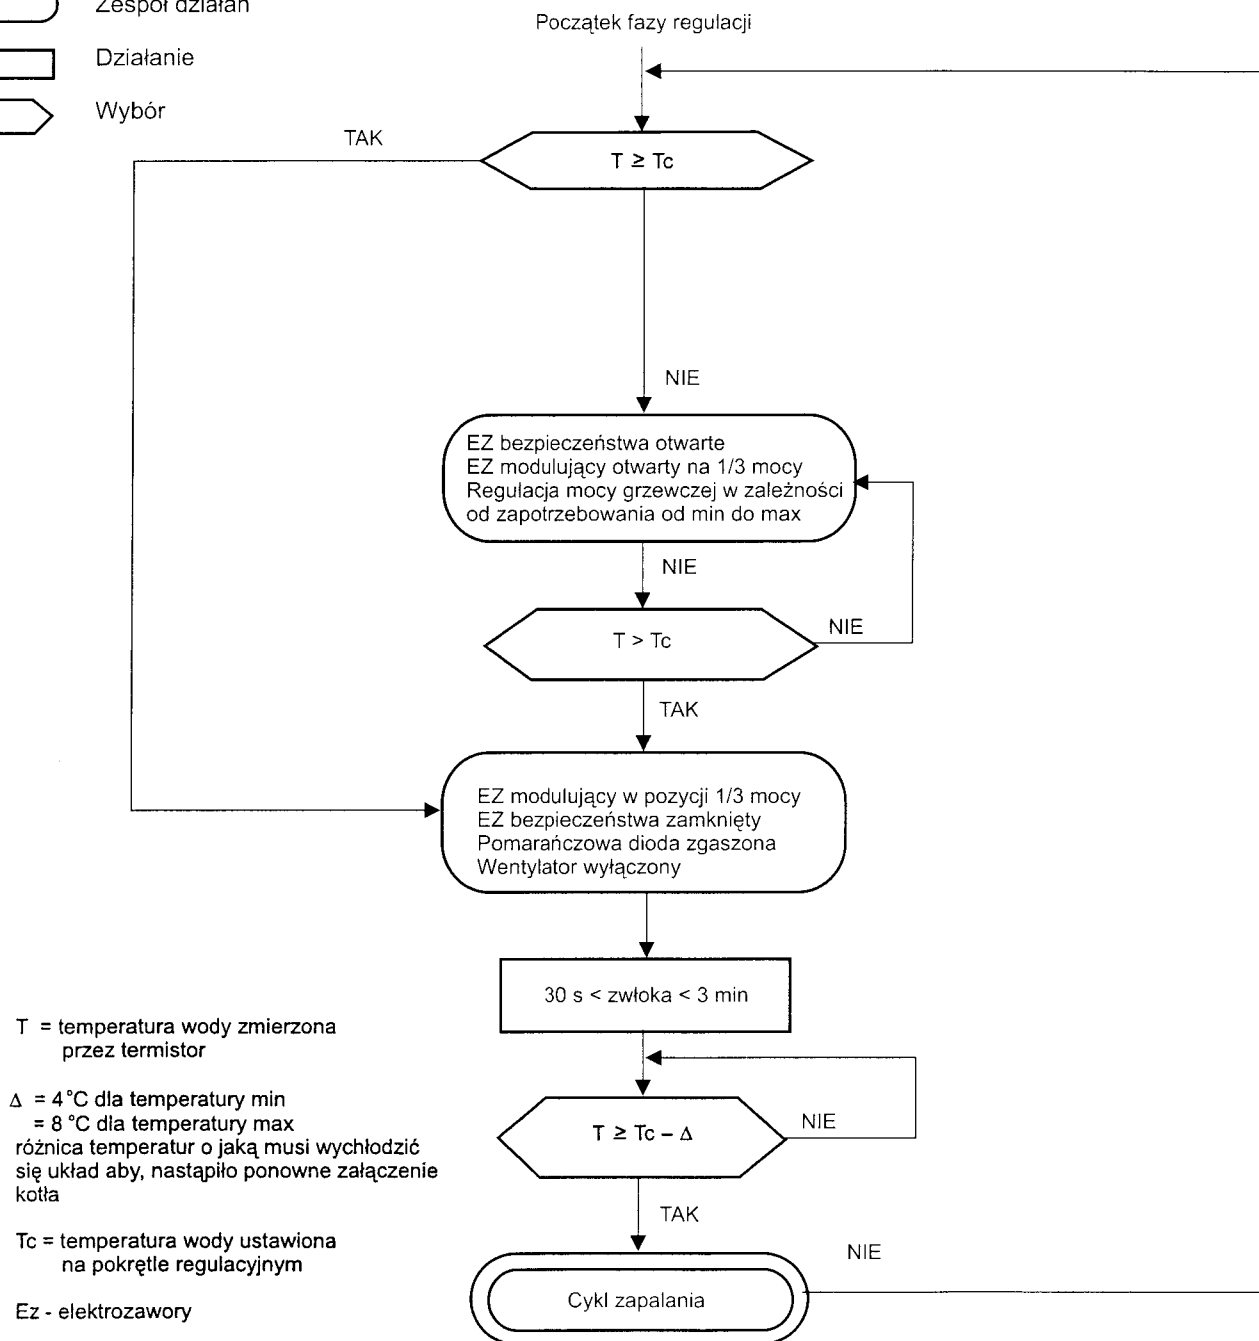 Zespół działań
Początek fazy regulacji
Działanie
Wybór
TAK
T ≥ Tc
NIE
EZ bezpieczeństwa otwarte
EZ modulujący otwarty na 1/3 mocy
Regulacja mocy grzewczej w zależności
od zapotrzebowania od min do max
NIE
T > Tc
NIE
TAK
EZ modulujący w pozycji 1/3 mocy
EZ bezpieczeństwa zamknięty
Pomarańczowa dioda zgaszona
Wentylator wyłączony
30 s < zwłoka < 3 min
T = temperatura wody zmierzona
przez termistor
Δ = 4 °C dla temperatury min
= 8 °C dla temperatury max
różnica temperatur o jaką musi wychłodzić
się układ aby, nastąpiło ponowne załączenie
kotła
T ≥ Tc – Δ
NIE
TAK
Tc = temperatura wody ustawiona
na pokrętle regulacyjnym
NIE
Cykl zapalania
Ez - elektrozawory